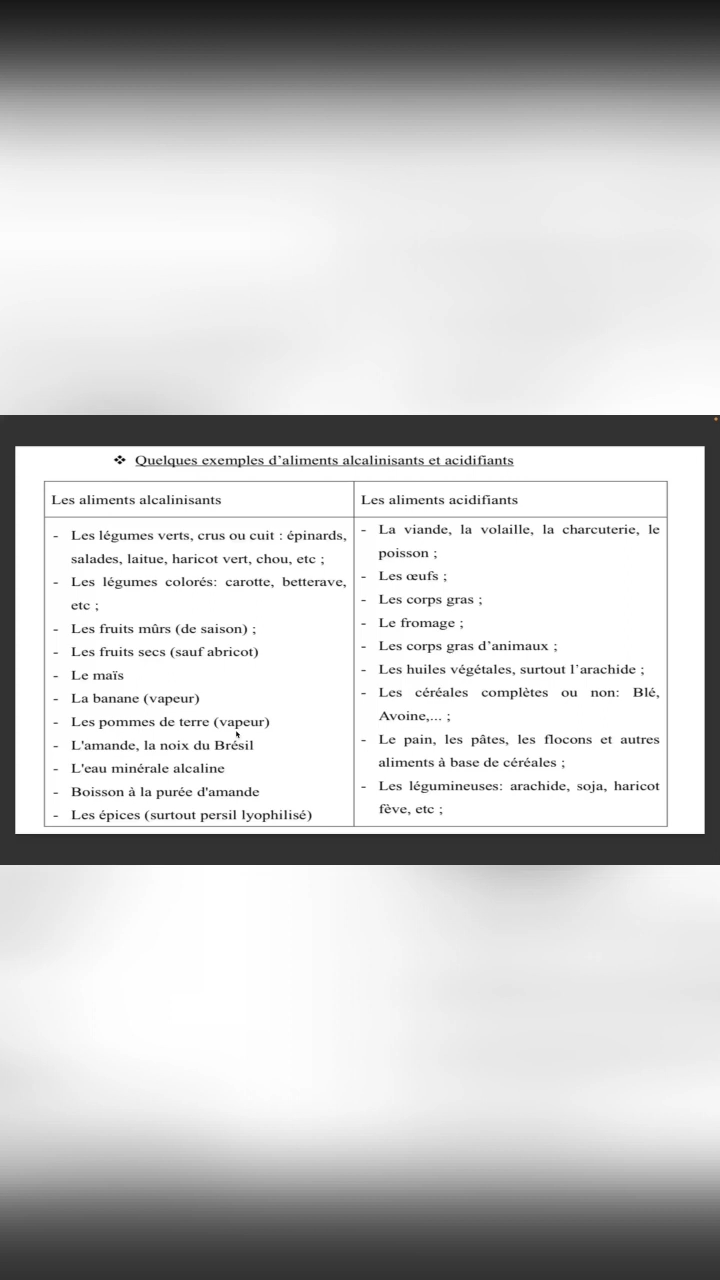 ❖ Quelques exemples d'aliments alcalinisants et acidifiants
Les aliments alcalinisants
- Les légumes verts, crus ou cuit : épinards,
salades, laitue, haricot vert, chou, etc ;
- Les légumes colorés: carotte, betterave,
etc ;
- Les fruits mûrs (de saison) ;
- Les fruits secs (sauf abricot)
- Le maïs
- La banane (vapeur)
- Les pommes de terre (vapeur)
- L'amande, la noix du Brésil
- L'eau minérale alcaline
- Boisson à la purée d'amande
- Les épices (surtout persil lyophilisé)
Les aliments acidifiants
- La viande, la volaille, la charcuterie, le
poisson ;
- Les œufs ;
- Les corps gras ;
- Le fromage ;
- Les corps gras d'animaux ;
- Les huiles végétales, surtout l'arachide ;
- Les céréales complètes ou non: Blé,
Avoine,... ;
- Le pain, les pâtes, les flocons et autres
aliments à base de céréales ;
- Les légumineuses: arachide, soja, haricot
fève, etc ;